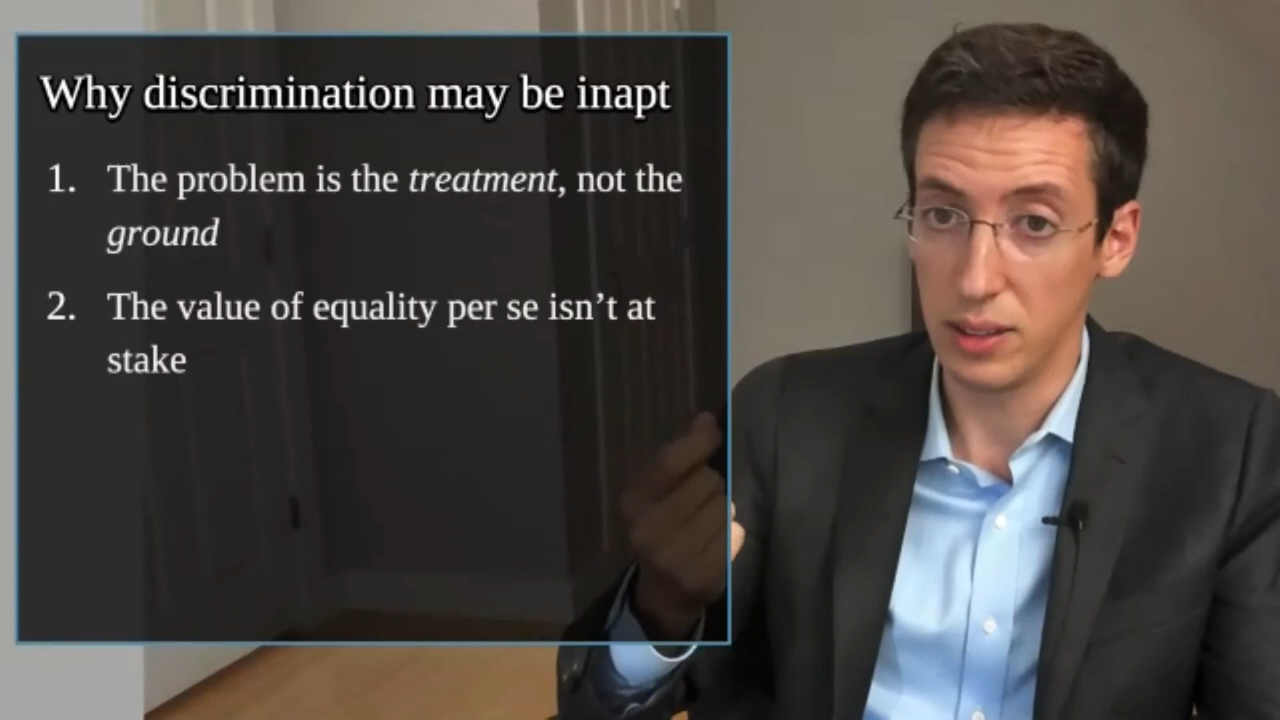 Why discrimination may be inapt
1. The problem is the treatment, not the
ground
2. The value of equality per se isn’t at
stake